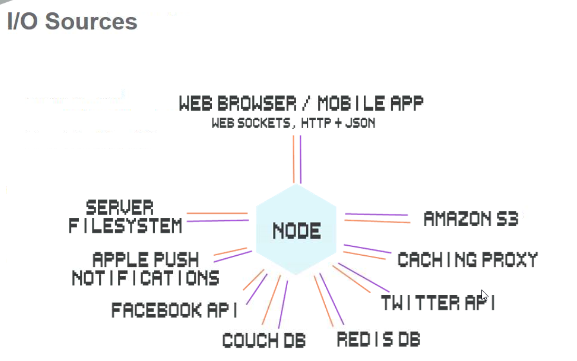 I/O Sources
WEB BROWSER / MOBILE APP
WEB SOCKETS, HTTP + JSON
SERVER
FILESYSTEM
AMAZON S3
NODE
APPLE PUSH
NOTIFICATIONS
CACHING PROXY
FACEBOOK API
TWITTER API
COUCH DB
REDIS DB